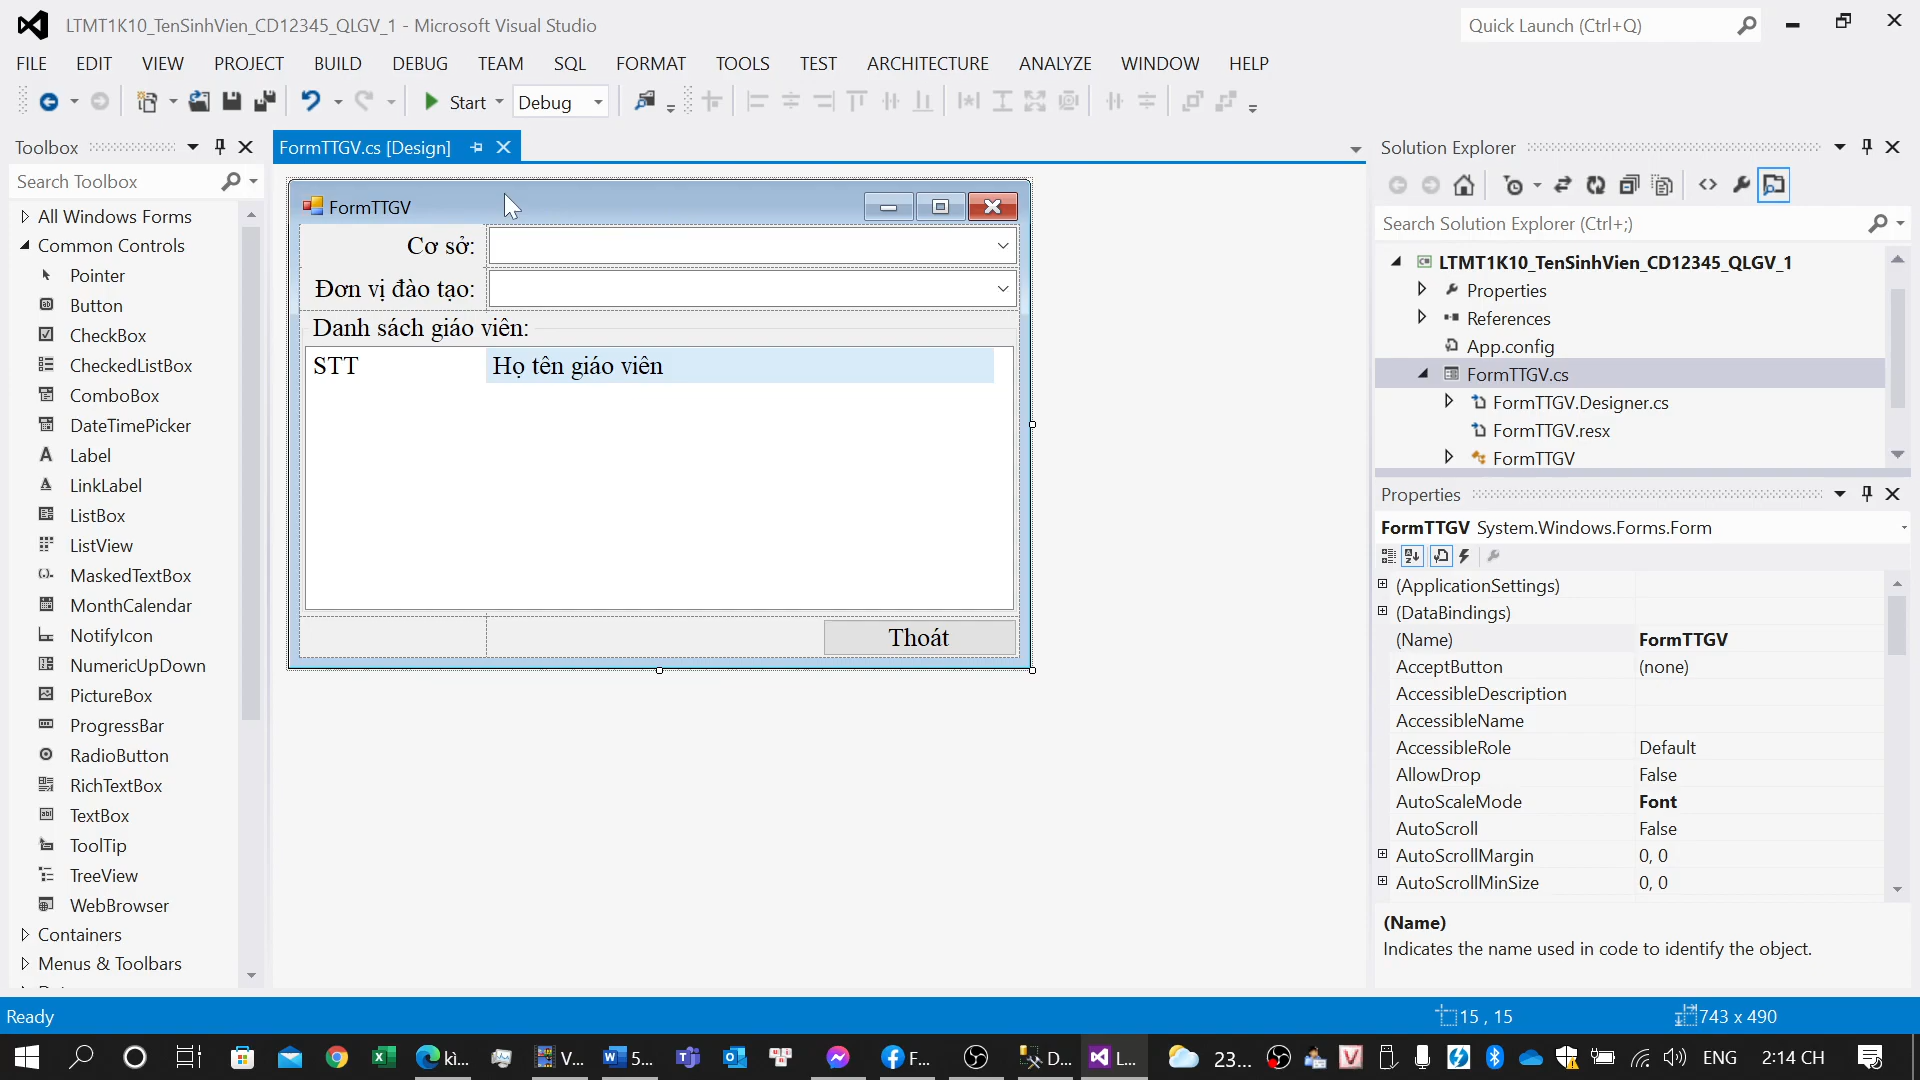 LTMT1K10_TenSinhVien_CD12345_QLGV_1 - Microsoft Visual Studio
Quick Launch (Ctrl+Q)
FILE EDIT VIEW PROJECT BUILD DEBUG TEAM SQL FORMAT TOOLS TEST ARCHITECTURE ANALYZE WINDOW HELP
Start Debug
Toolbox
Search Toolbox
All Windows Forms
Common Controls
Pointer
Button
CheckBox
CheckedListBox
ComboBox
DateTimePicker
Label
LinkLabel
ListBox
ListView
MaskedTextBox
MonthCalendar
NotifyIcon
NumericUpDown
PictureBox
ProgressBar
RadioButton
RichTextBox
TextBox
ToolTip
TreeView
WebBrowser
Containers
Menus & Toolbars
FormTTGV.cs [Design]
FormTTGV
Cơ sở:
Đơn vị đào tạo:
Danh sách giáo viên:
STT Họ tên giáo viên
Thoát
Solution Explorer
Search Solution Explorer (Ctrl+;)
LTMT1K10_TenSinhVien_CD12345_QLGV_1
Properties
References
App.config
FormTTGV.cs
FormTTGV.Designer.cs
FormTTGV.resx
FormTTGV
Properties
FormTTGV System.Windows.Forms.Form
(ApplicationSettings)
(DataBindings)
(Name) FormTTGV
AcceptButton (none)
AccessibleDescription
AccessibleName
AccessibleRole Default
AllowDrop False
AutoScaleMode Font
AutoScroll False
AutoScrollMargin 0, 0
AutoScrollMinSize 0, 0
(Name)
Indicates the name used in code to identify the object.
Ready 15 , 15 743 x 490
kì... V... 5... F... D... L... 23... ENG 2:14 CH